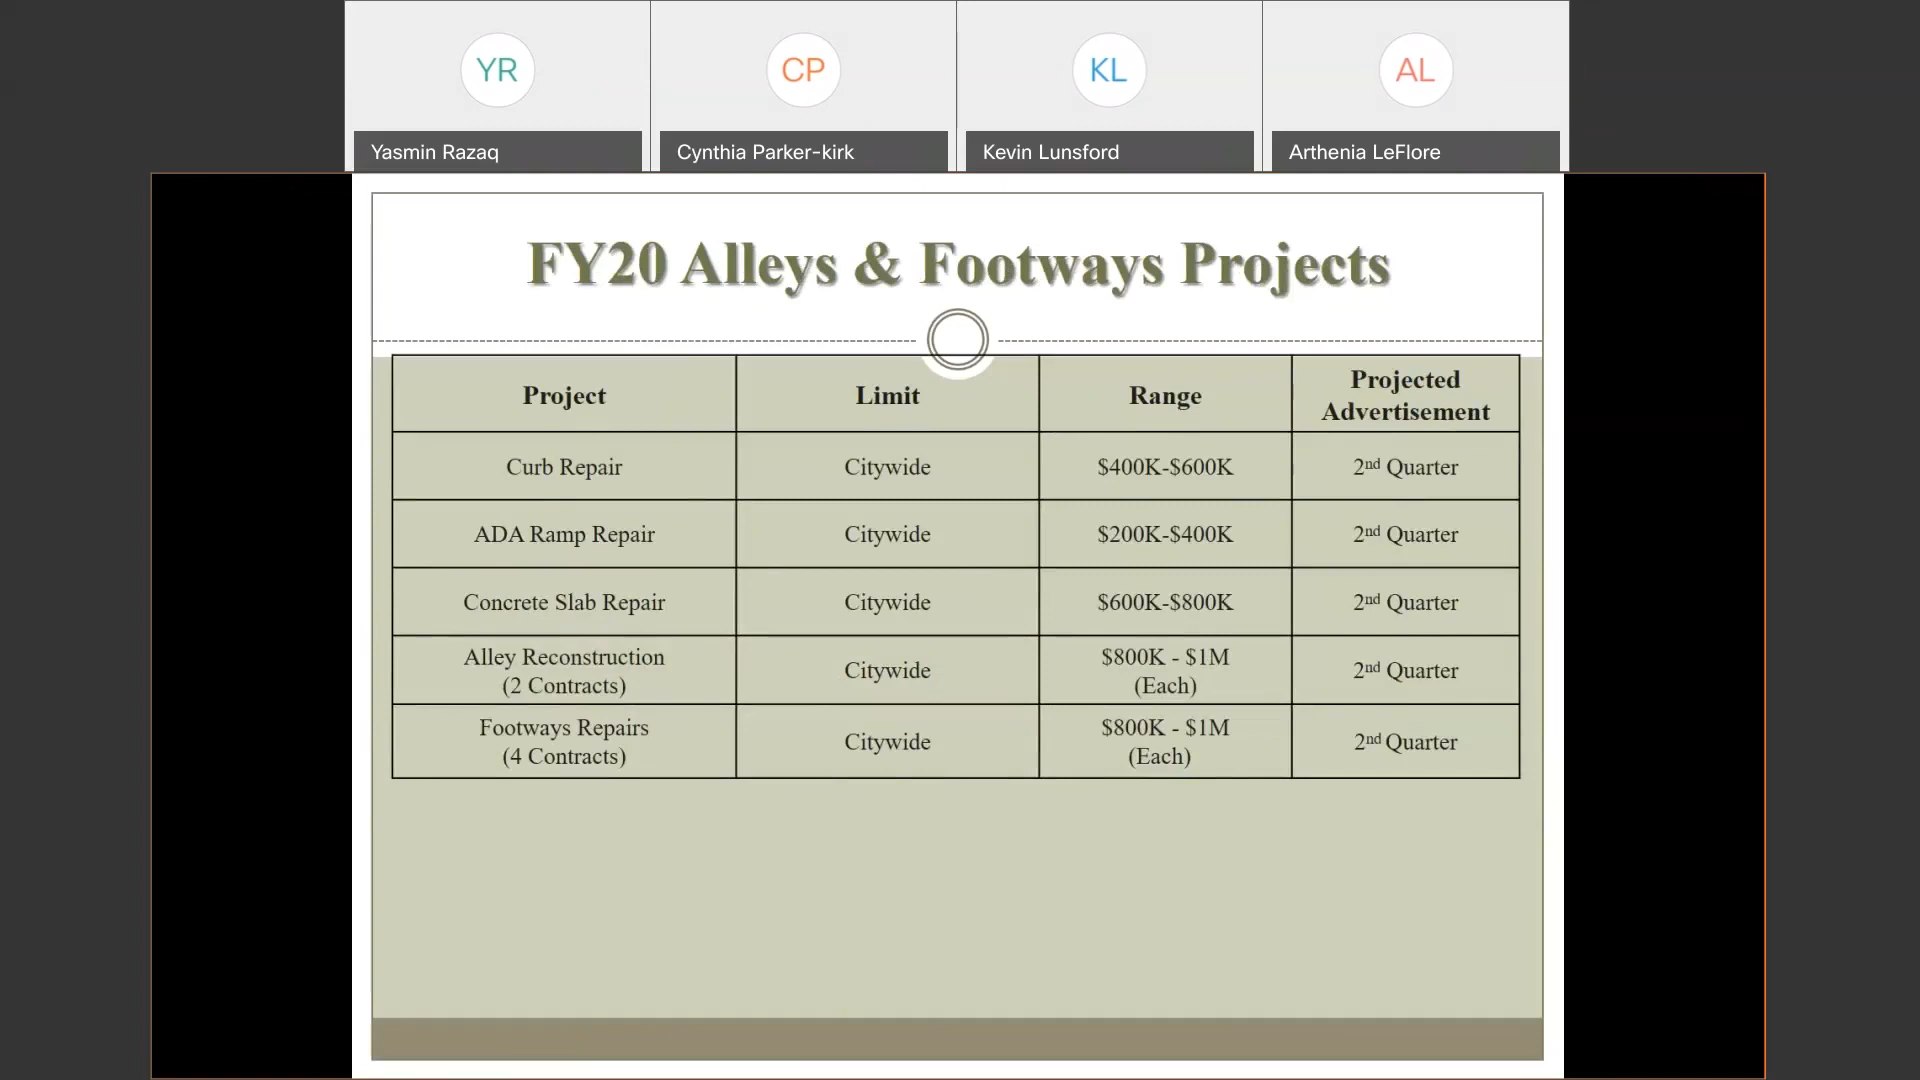 YR
CP
KL
AL
Yasmin Razaq
Cynthia Parker-kirk
Kevin Lunsford
Arthenia LeFlore
FY20 Alleys & Footways Projects
Project
Limit
Range
Projected
Advertisement
Curb Repair
Citywide
$400K-$600K
2nd Quarter
ADA Ramp Repair
Citywide
$200K-$400K
2nd Quarter
Concrete Slab Repair
Citywide
$600K-$800K
2nd Quarter
Alley Reconstruction
(2 Contracts)
Citywide
$800K - $1M
(Each)
2nd Quarter
Footways Repairs
(4 Contracts)
Citywide
$800K - $1M
(Each)
2nd Quarter